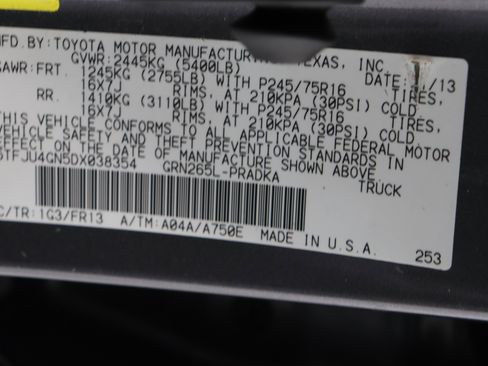 MFD.BY: TOYOTA MOTOR MANUFACTURING TEXAS, INC.
GVWR: 2445KG (5400LB) DATE: /13
GAWR: FRT. 1245KG (2755LB) WITH P245/75R16 TIRES,
16X7J RIMS, AT 210KPA (30PSI) COLD
RR. 1410KG (3110LB) WITH P245/75R16 TIRES,
16X7J RIMS, AT 210KPA (30PSI) COLD
THIS VEHICLE CONFORMS TO ALL APPLICABLE FEDERAL MOTOR
VEHICLE SAFETY AND THEFT PREVENTION STANDARDS IN
EFFECT ON THE DATE OF MANUFACTURE SHOWN ABOVE.
5TFJU4GN5DX038354 GRN265L-PRADKA TRUCK
C/TR: 1G3/FR13 A/TM: A04A/A750E MADE IN U.S.A. 253